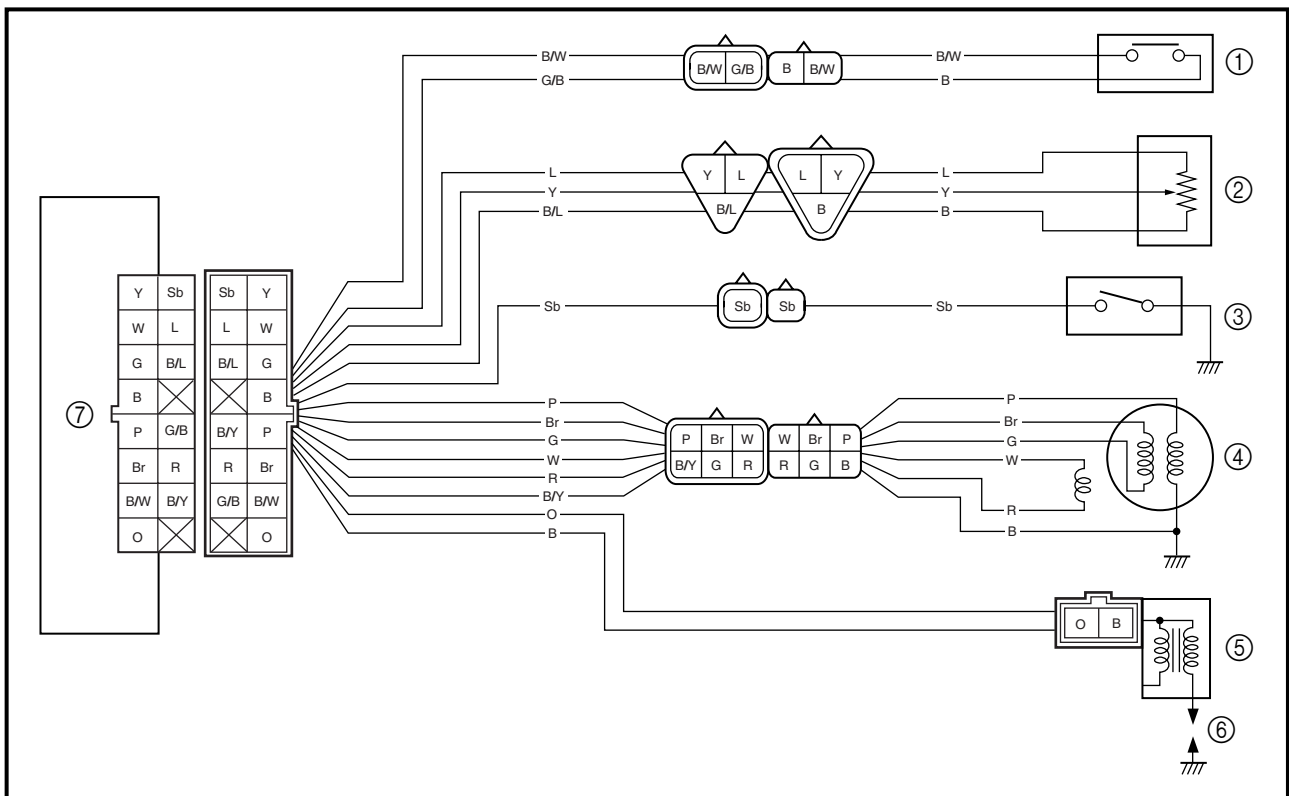 B/W B/W G/B B B/W B/W ①
G/B B
L Y L L Y L ②
Y Y
B/L B/L B B
Sb Sb Sb Sb ③
Y Sb Sb Y
W L L W
G B/L B/L G
B B
P G/B B/Y P
Br R R Br
B/W B/Y G/B B/W
O O
⑦
P P
Br P Br W W Br P Br
G G ④
W B/Y G R R G B W
R R
B/Y B
O
B
O B ⑤
⑥